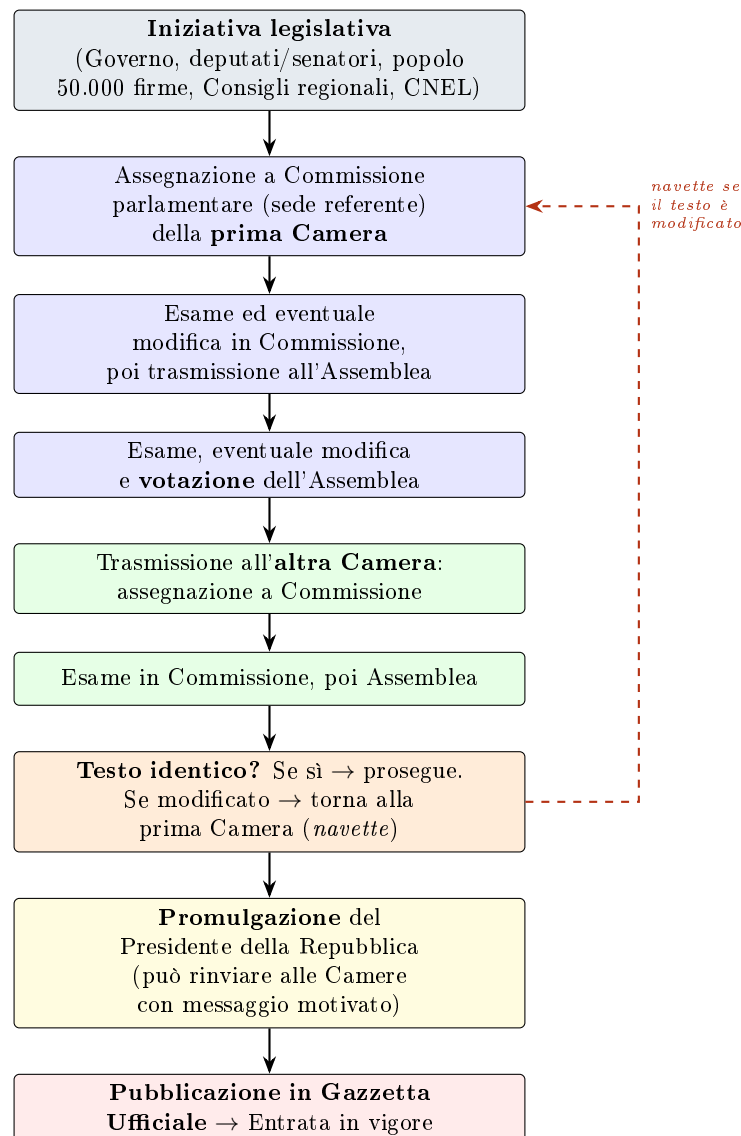 Iniziativa legislativa
(Governo, deputati/senatori, popolo
50.000 firme, Consigli regionali, CNEL)
Assegnazione a Commissione
parlamentare (sede referente)
della prima Camera
navette se
il testo è
modificato
Esame ed eventuale
modifica in Commissione,
poi trasmissione all'Assemblea
Esame, eventuale modifica
e votazione dell'Assemblea
Trasmissione all'altra Camera:
assegnazione a Commissione
Esame in Commissione, poi Assemblea
Testo identico? Se sì → prosegue.
Se modificato → torna alla
prima Camera (navette)
Promulgazione del
Presidente della Repubblica
(può rinviare alle Camere
con messaggio motivato)
Pubblicazione in Gazzetta
Ufficiale → Entrata in vigore